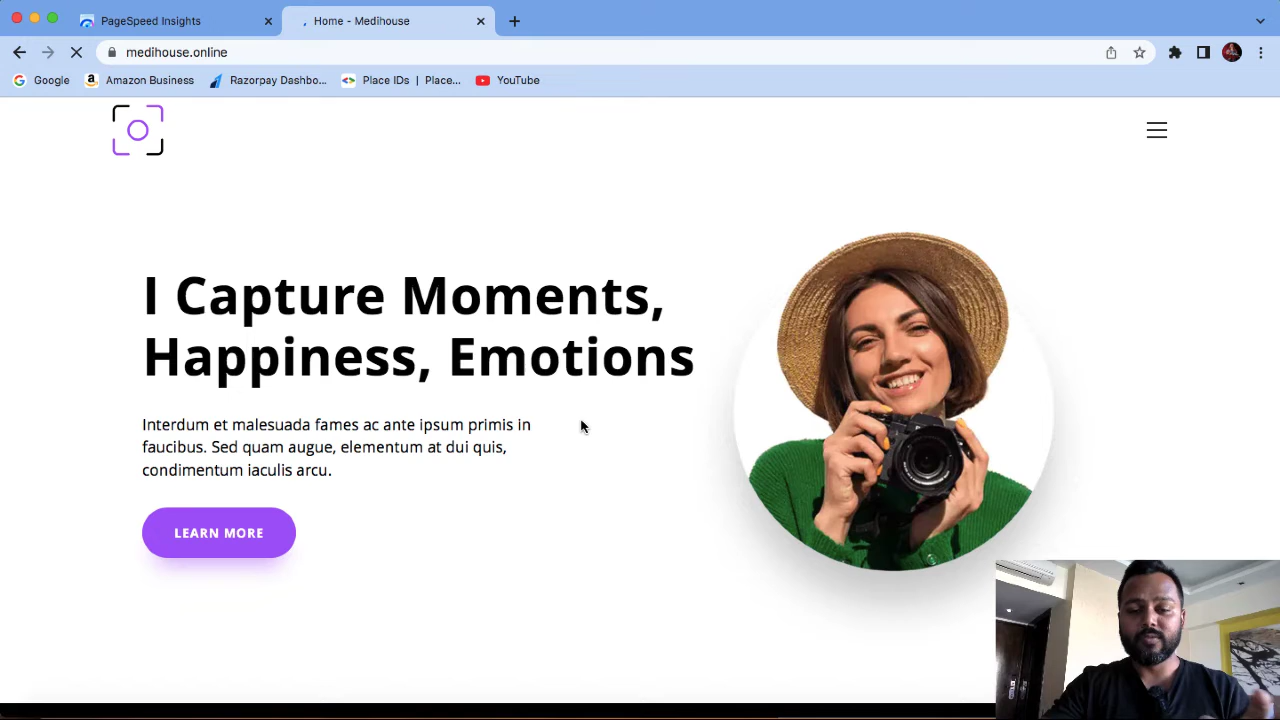 PageSpeed Insights
Home - Medihouse
medihouse.online
Google
Amazon Business
Razorpay Dashbo...
Place IDs | Place...
YouTube
I Capture Moments,
Happiness, Emotions
Interdum et malesuada fames ac ante ipsum primis in
faucibus. Sed quam augue, elementum at dui quis,
condimentum iaculis arcu.
LEARN MORE